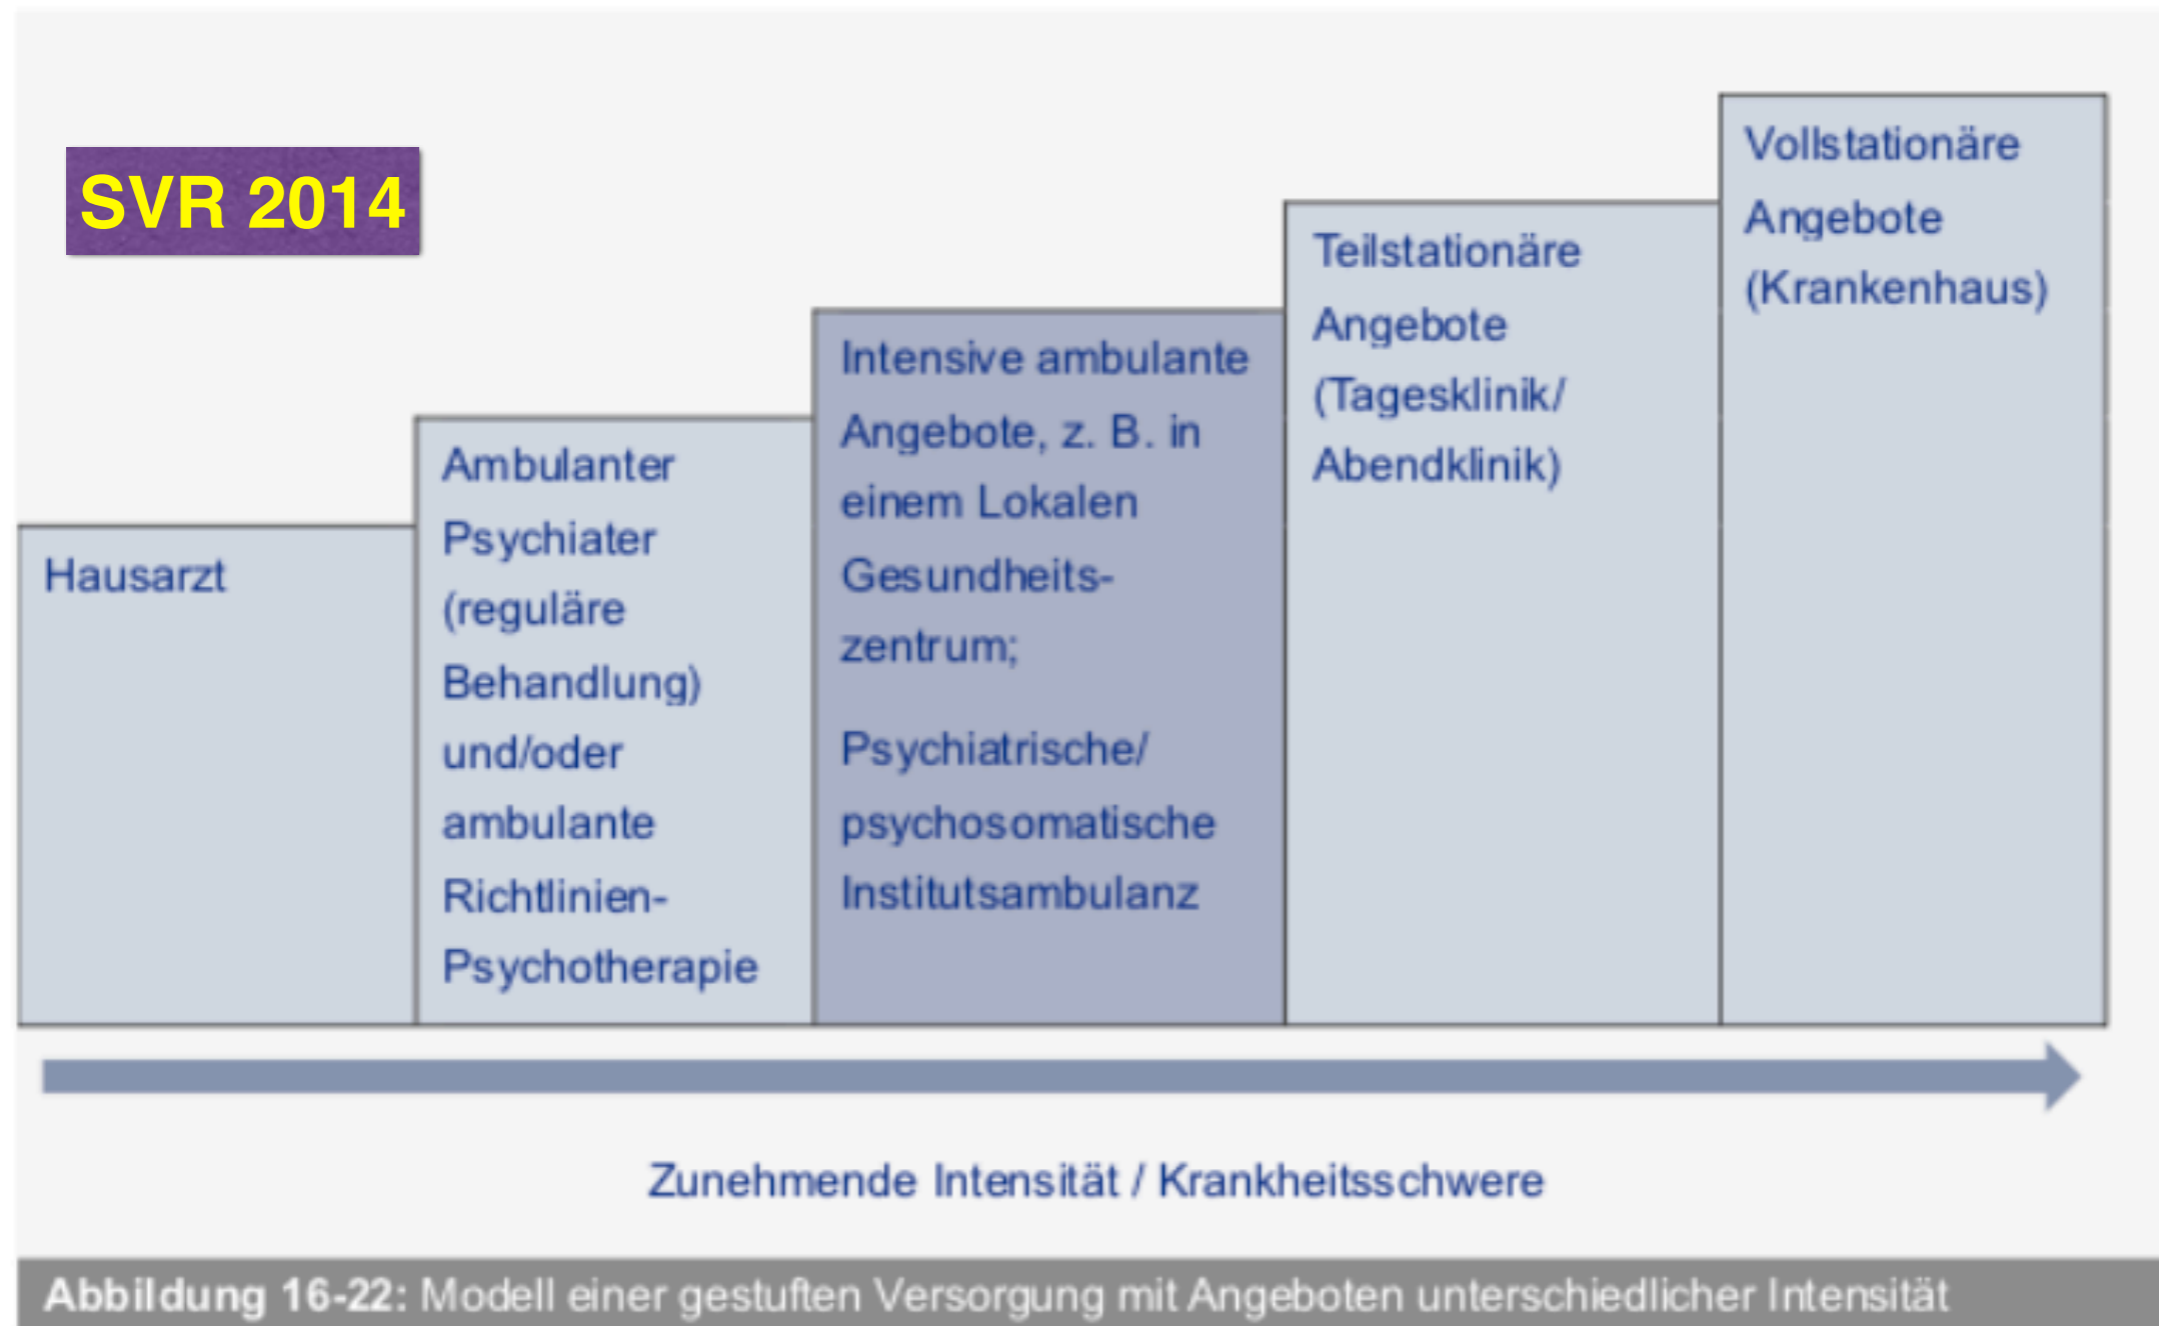 SVR 2014
Hausarzt
Ambulanter
Psychiater
(reguläre
Behandlung)
und/oder
ambulante
Richtlinien-
Psychotherapie
Intensive ambulante
Angebote, z. B. in
einem Lokalen
Gesundheits-
zentrum;
Psychiatrische/
psychosomatische
Institutsambulanz
Teilstationäre
Angebote
(Tagesklinik/
Abendklinik)
Vollstationäre
Angebote
(Krankenhaus)
Zunehmende Intensität / Krankheitsschwere
Abbildung 16-22: Modell einer gestuften Versorgung mit Angeboten unterschiedlicher Intensität